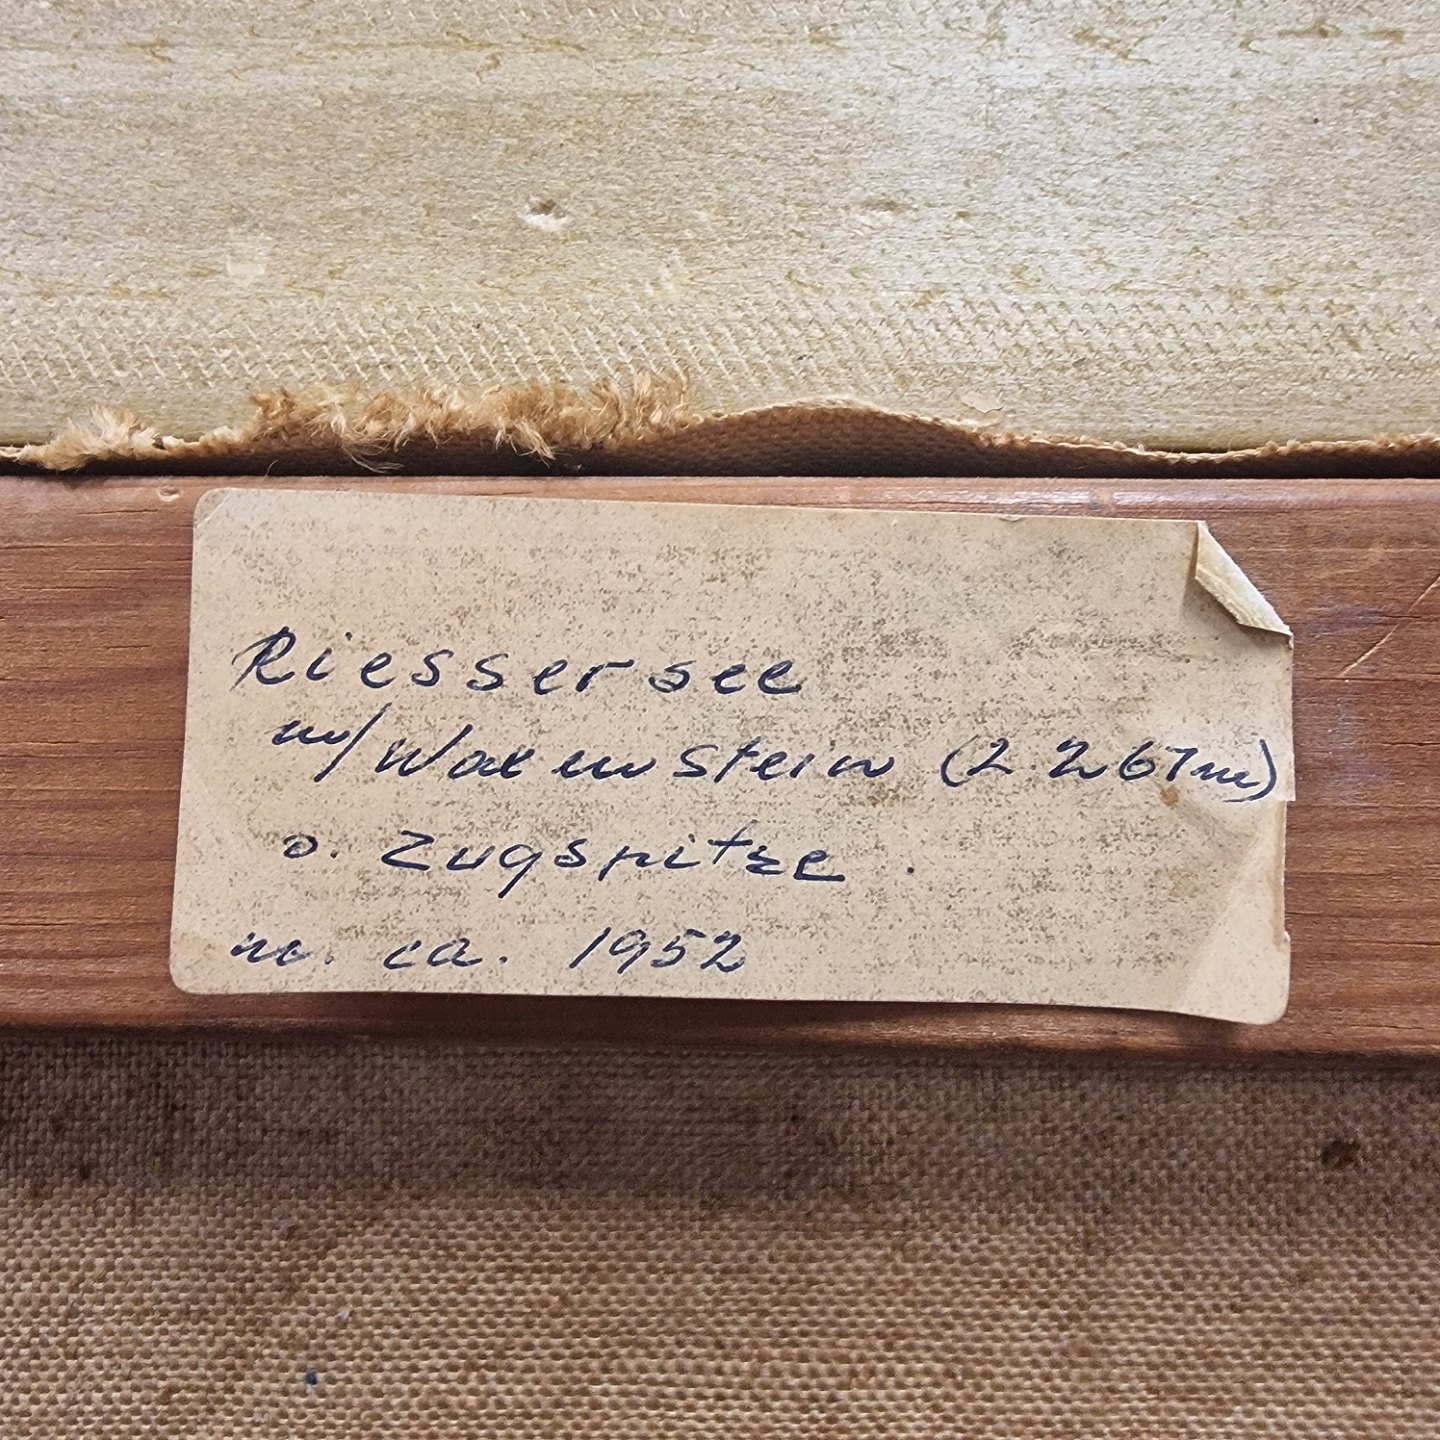 Riessersee
m/ Waxenstein (2.267m)
o. Zugspitze.
m. ca. 1952